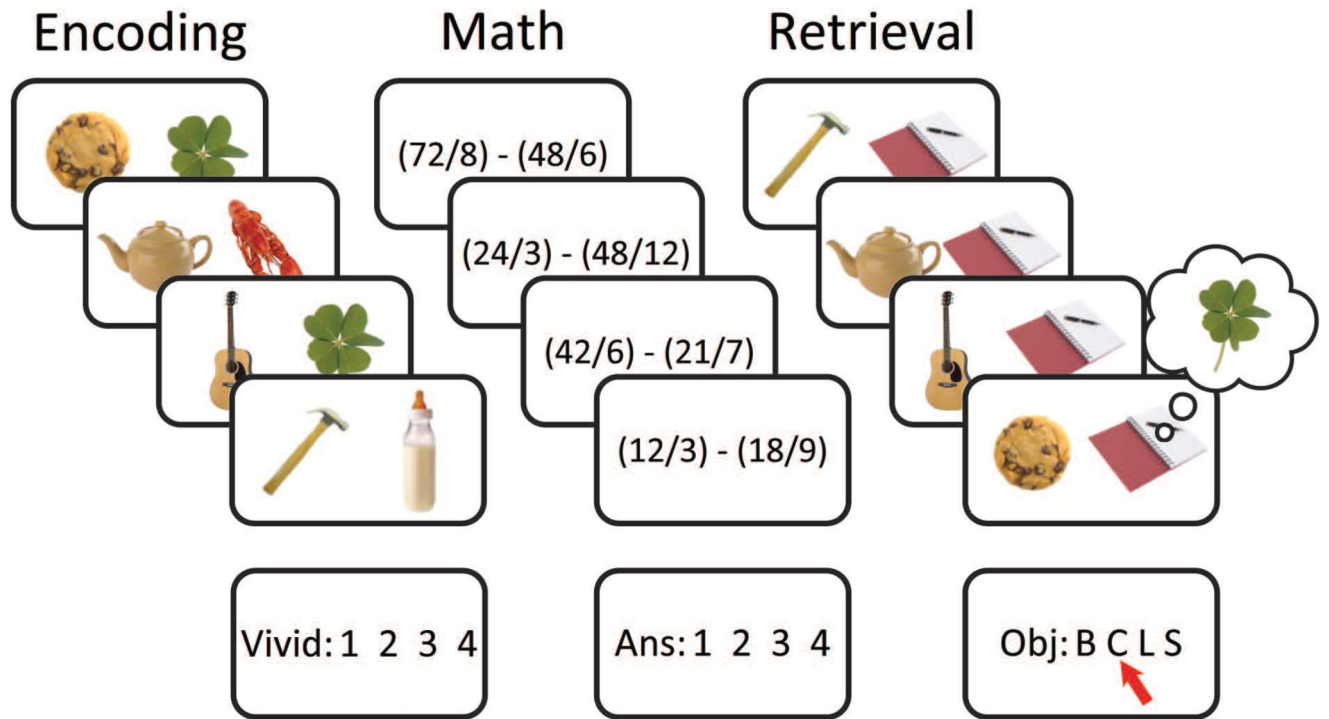 Encoding
Math
Retrieval
(72/8) - (48/6)
(24/3) - (48/12)
(42/6) - (21/7)
(12/3) - (18/9)
Vivid: 1 2 3 4
Ans: 1 2 3 4
Obj: B C L S